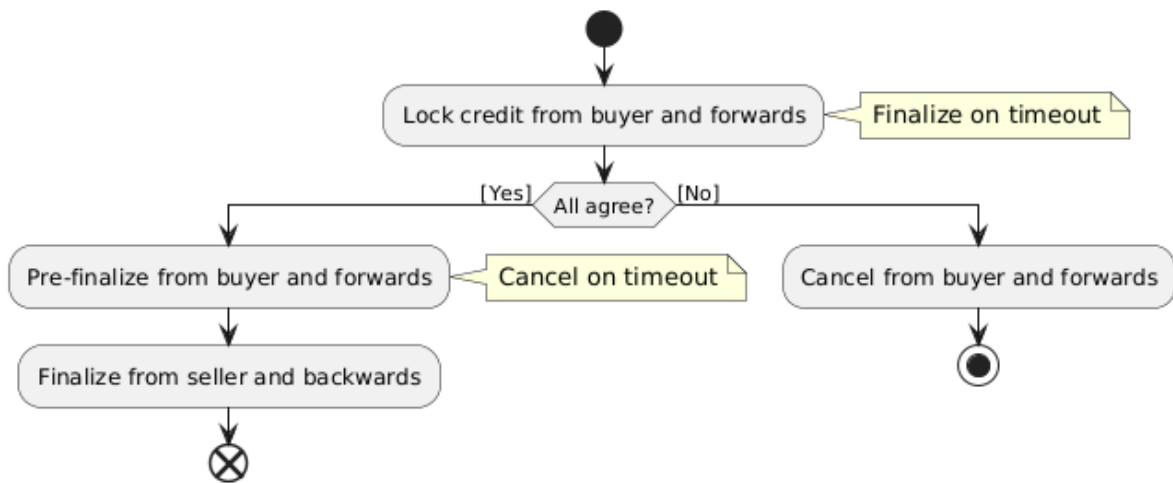 Lock credit from buyer and forwards
Finalize on timeout
[Yes]
All agree?
[No]
Pre-finalize from buyer and forwards
Cancel on timeout
Cancel from buyer and forwards
Finalize from seller and backwards